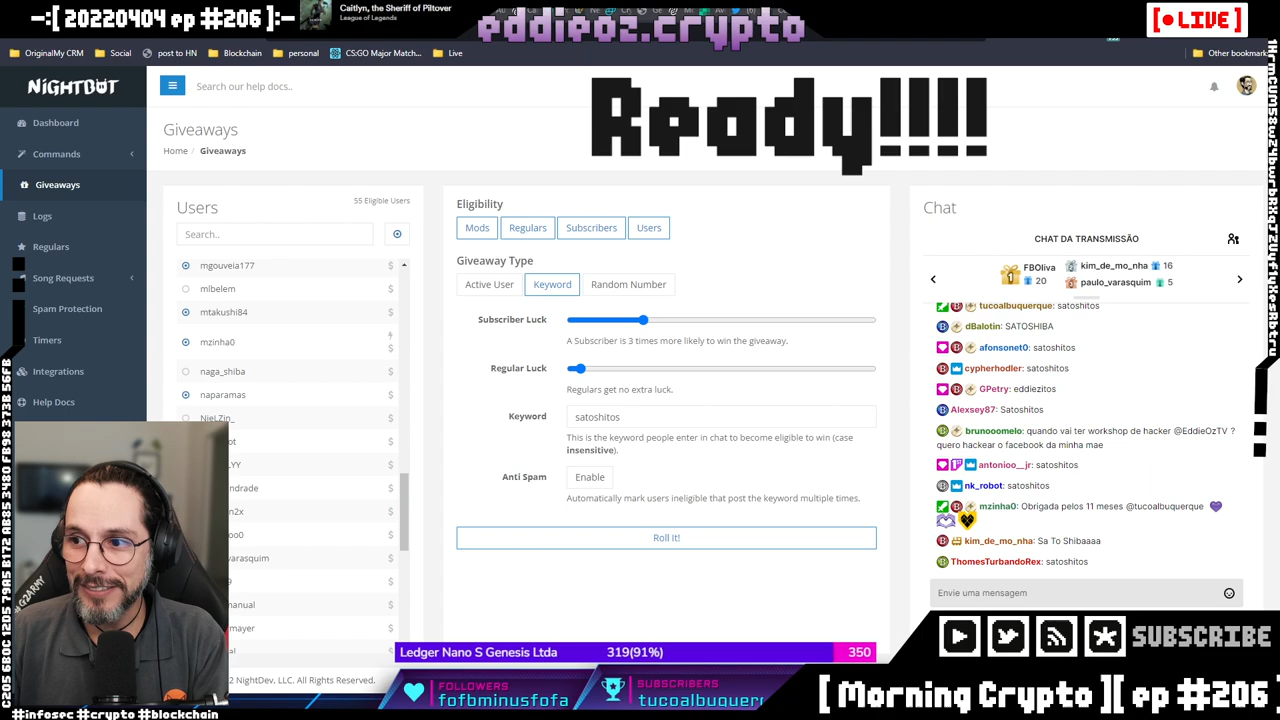 -:[ 20220404 ep #206 ]:-
Caitlyn, the Sheriff of Piltover
League of Legends
eddieoz.crypto
[ LIVE ]
OriginalMy CRM
Social
post to HN
Blockchain
personal
CS:GO Major Match...
Live
Other bookmark
NIGHTBOT
Search our help docs..
Ready!!!!
Dashboard
Commands
Giveaways
Logs
Regulars
Song Requests
Spam Protection
Timers
Integrations
Help Docs
Giveaways
Home / Giveaways
Users
55 Eligible Users
Search..
mgouveia177
mlbelem
mtakushi84
mzinha0
$
naga_shiba
$
naparamas
$
NieLZin_
Eligibility
Mods
Regulars
Subscribers
Users
Giveaway Type
Active User
Keyword
Random Number
Subscriber Luck
A Subscriber is 3 times more likely to win the giveaway.
Regular Luck
Regulars get no extra luck.
Keyword
satoshitos
This is the keyword people enter in chat to become eligible to win (case
insensitive).
Anti Spam
Enable
Automatically mark users ineligible that post the keyword multiple times.
Roll It!
Chat
CHAT DA TRANSMISSÃO
1
FBOliva
20
kim_de_mo_nha 16
paulo_varasquim 5
tucoalbuquerque: satoshitos
dBalotin: SATOSHIBA
afonsonet0: satoshitos
cypherhodler: satoshitos
GPetry: eddiezitos
Alexsey87: Satoshitos
brunooomelo: quando vai ter workshop de hacker @EddieOzTV ?
quero hackear o facebook da minha mae
antonioo__jr: satoshitos
nk_robot: satoshitos
mzinha0: Obrigada pelos 11 meses @tucoalbuquerque
kim_de_mo_nha: Sa To Shibaaaa
ThomesTurbandoRex: satoshitos
Envie uma mensagem
SUBSCRIBE
Ledger Nano S Genesis Ltda 319(91%) 350
2 NightDev, LLC. All Rights Reserved.
FOLLOWERS
fofbminusfofa
SUBSCRIBERS
tucoalbuquer
[ Morning Crypto ][ ep #206 ]
#crypto #blockchain